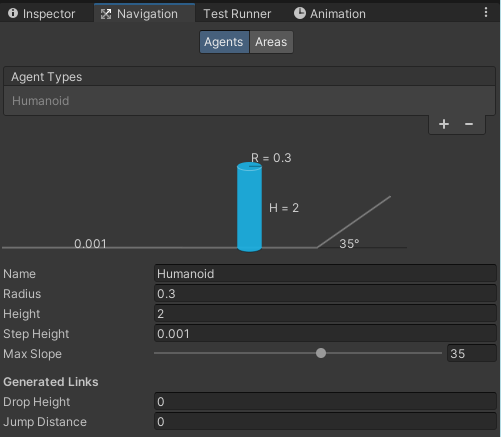 Inspector Navigation Test Runner Animation
Agents Areas
Agent Types
Humanoid
+ −
R = 0.3
H = 2
0.001 35°
Name Humanoid
Radius 0.3
Height 2
Step Height 0.001
Max Slope 35
Generated Links
Drop Height 0
Jump Distance 0